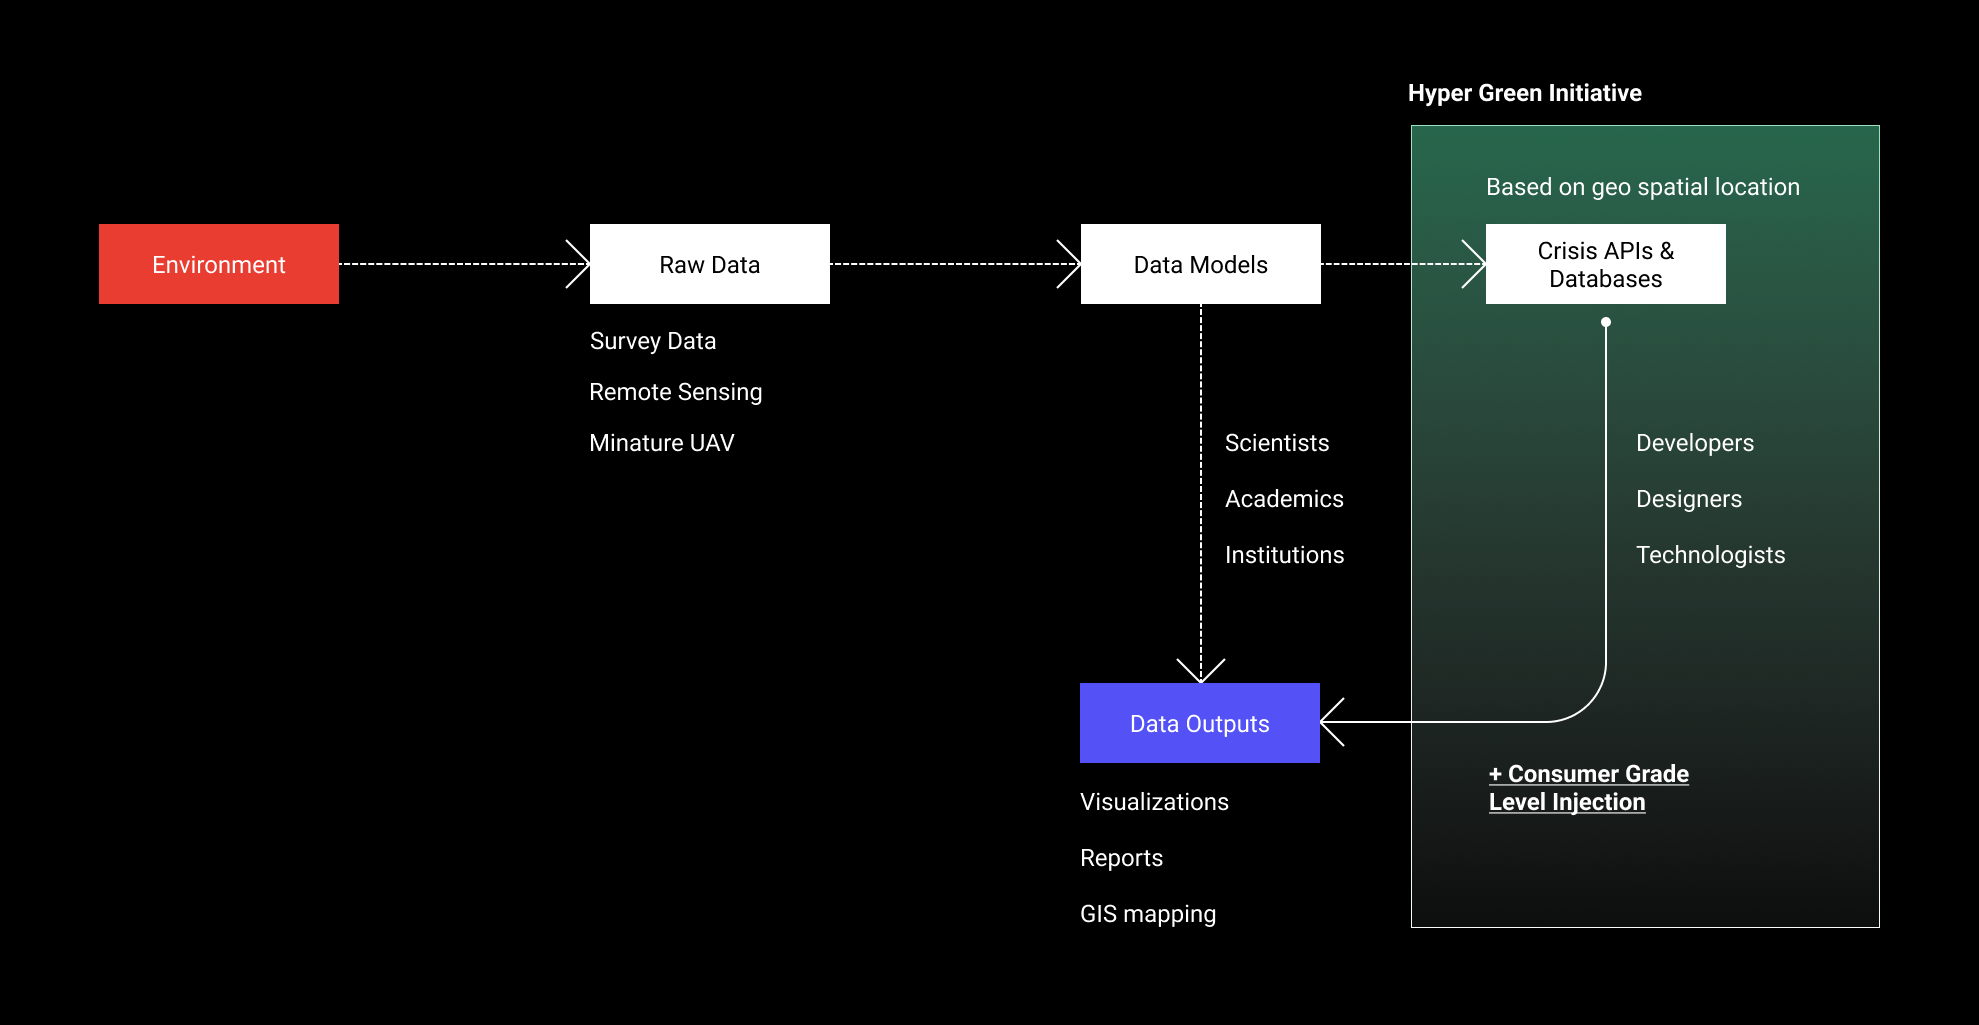 Hyper Green Initiative
Based on geo spatial location
Environment
Raw Data
Data Models
Crisis APIs &
Databases
Survey Data
Remote Sensing
Minature UAV
Scientists
Academics
Institutions
Developers
Designers
Technologists
Data Outputs
+ Consumer Grade
Level Injection
Visualizations
Reports
GIS mapping